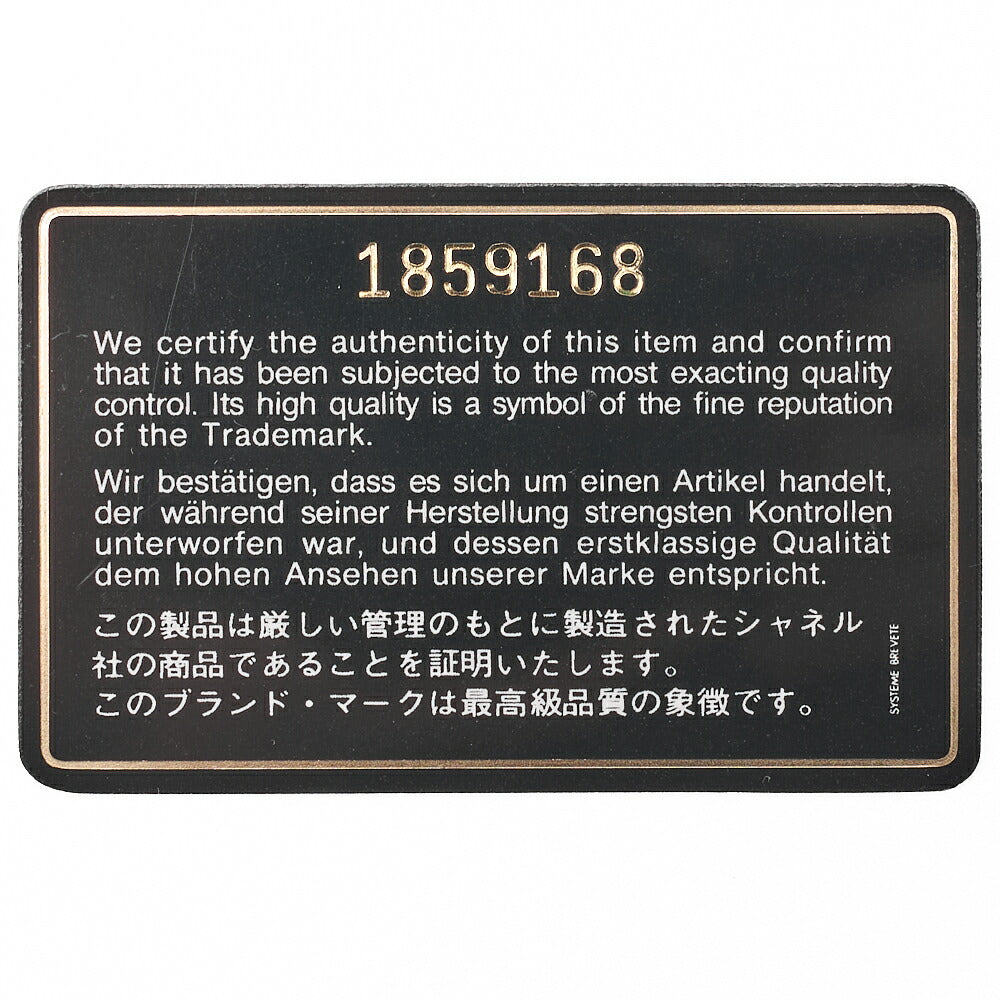 1859168
We certify the authenticity of this item and confirm
that it has been subjected to the most exacting quality
control. Its high quality is a symbol of the fine reputation
of the Trademark.
Wir bestätigen, dass es sich um einen Artikel handelt,
der während seiner Herstellung strengsten Kontrollen
unterworfen war, und dessen erstklassige Qualität
dem hohen Ansehen unserer Marke entspricht.
この製品は厳しい管理のもとに製造されたシャネル
社の商品であることを証明いたします。
このブランド・マークは最高級品質の象徴です。
SYSTEME BREVETE